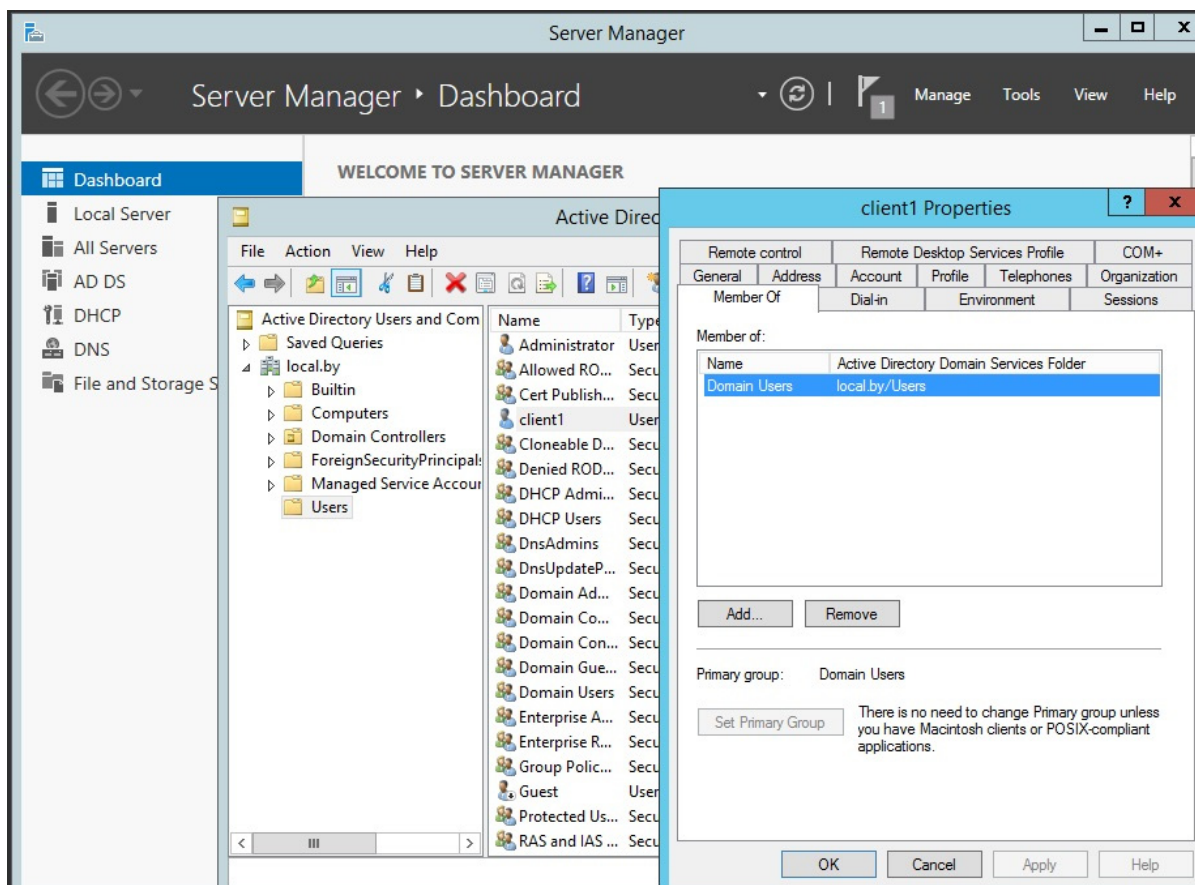 Server Manager
Server Manager • Dashboard
1
Manage Tools View Help
Dashboard
Local Server
All Servers
AD DS
DHCP
DNS
File and Storage S
WELCOME TO SERVER MANAGER
Active Direc
File Action View Help
Active Directory Users and Com
Saved Queries
local.by
Builtin
Computers
Domain Controllers
ForeignSecurityPrincipal
Managed Service Accour
Users
Name Type
Administrator User
Allowed RO... Secu
Cert Publish... Secu
client1 User
Cloneable D... Secu
Denied ROD... Secu
DHCP Admi... Secu
DHCP Users Secu
DnsAdmins Secu
DnsUpdateP... Secu
Domain Ad... Secu
Domain Co... Secu
Domain Con... Secu
Domain Gue... Secu
Domain Users Secu
Enterprise A... Secu
Enterprise R... Secu
Group Polic... Secu
Guest User
Protected Us... Secu
RAS and IAS ... Secu
client1 Properties
Remote control Remote Desktop Services Profile COM+
General Address Account Profile Telephones Organization
Member Of Dial-in Environment Sessions
Member of:
Name Active Directory Domain Services Folder
Domain Users local.by/Users
Add... Remove
Primary group: Domain Users
Set Primary Group
There is no need to change Primary group unless
you have Macintosh clients or POSIX-compliant
applications.
OK Cancel Apply Help